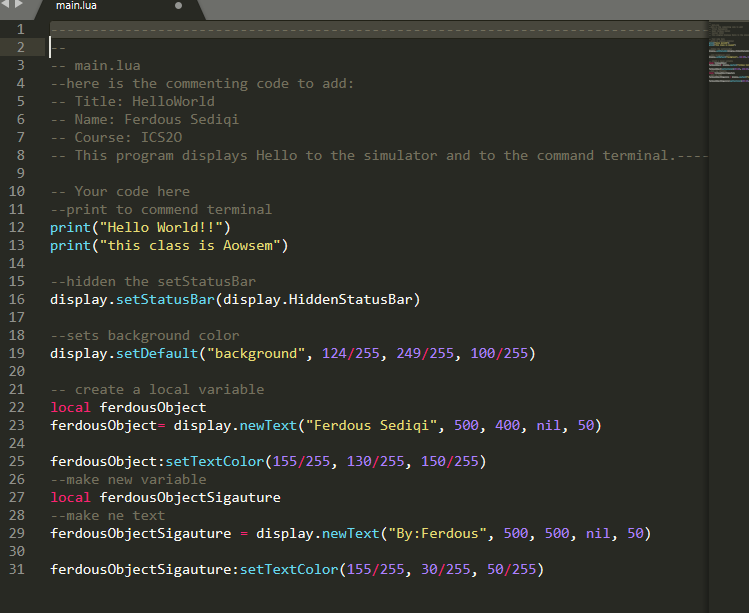 main.lua
1 --------------------------------------------------------------------------------
2 --
3 -- main.lua
4 --here is the commenting code to add:
5 -- Title: HelloWorld
6 -- Name: Ferdous Sediqi
7 -- Course: ICS2O
8 -- This program displays Hello to the simulator and to the command terminal.----
9
10 -- Your code here
11 --print to commend terminal
12 print("Hello World!!")
13 print("this class is Aowsem")
14
15 --hidden the setStatusBar
16 display.setStatusBar(display.HiddenStatusBar)
17
18 --sets background color
19 display.setDefault("background", 124/255, 249/255, 100/255)
20
21 -- create a local variable
22 local ferdousObject
23 ferdousObject= display.newText("Ferdous Sediqi", 500, 400, nil, 50)
24
25 ferdousObject:setTextColor(155/255, 130/255, 150/255)
26 --make new variable
27 local ferdousObjectSigauture
28 --make ne text
29 ferdousObjectSigauture = display.newText("By:Ferdous", 500, 500, nil, 50)
30
31 ferdousObjectSigauture:setTextColor(155/255, 30/255, 50/255)